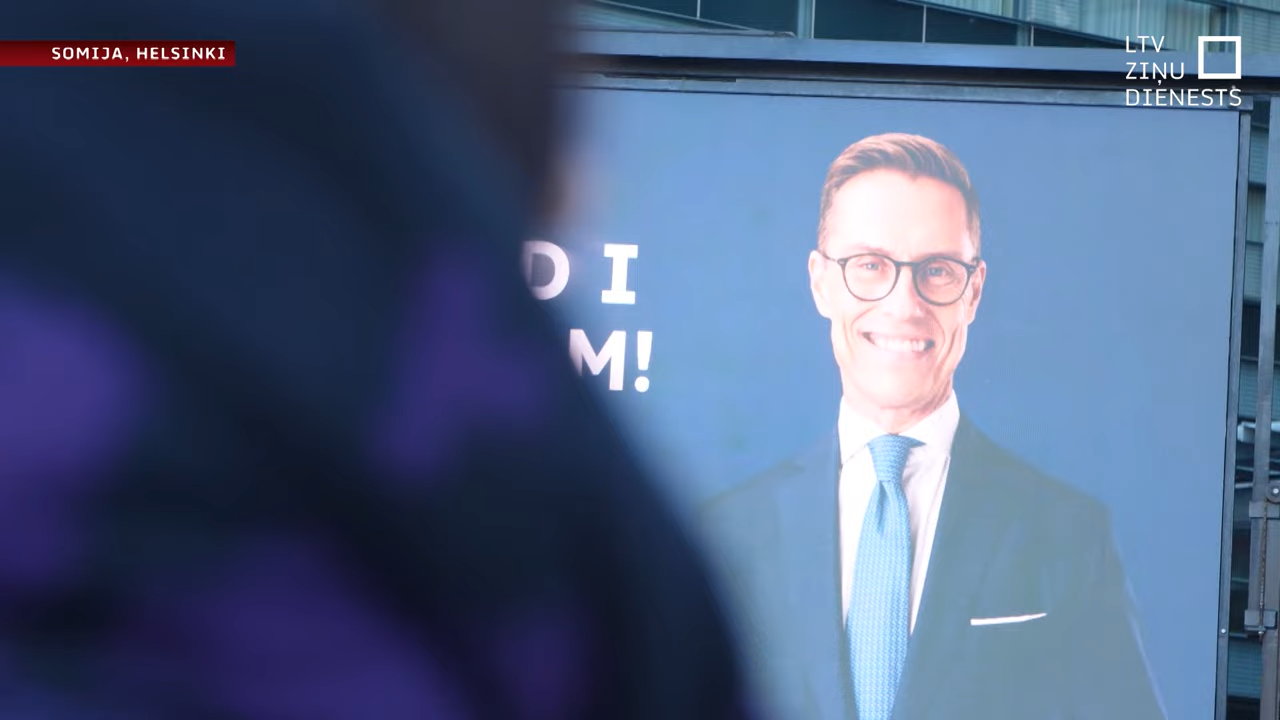 SOMIJA, HELSINKI
LTV
ZIŅU
DIENESTS
D I
M!